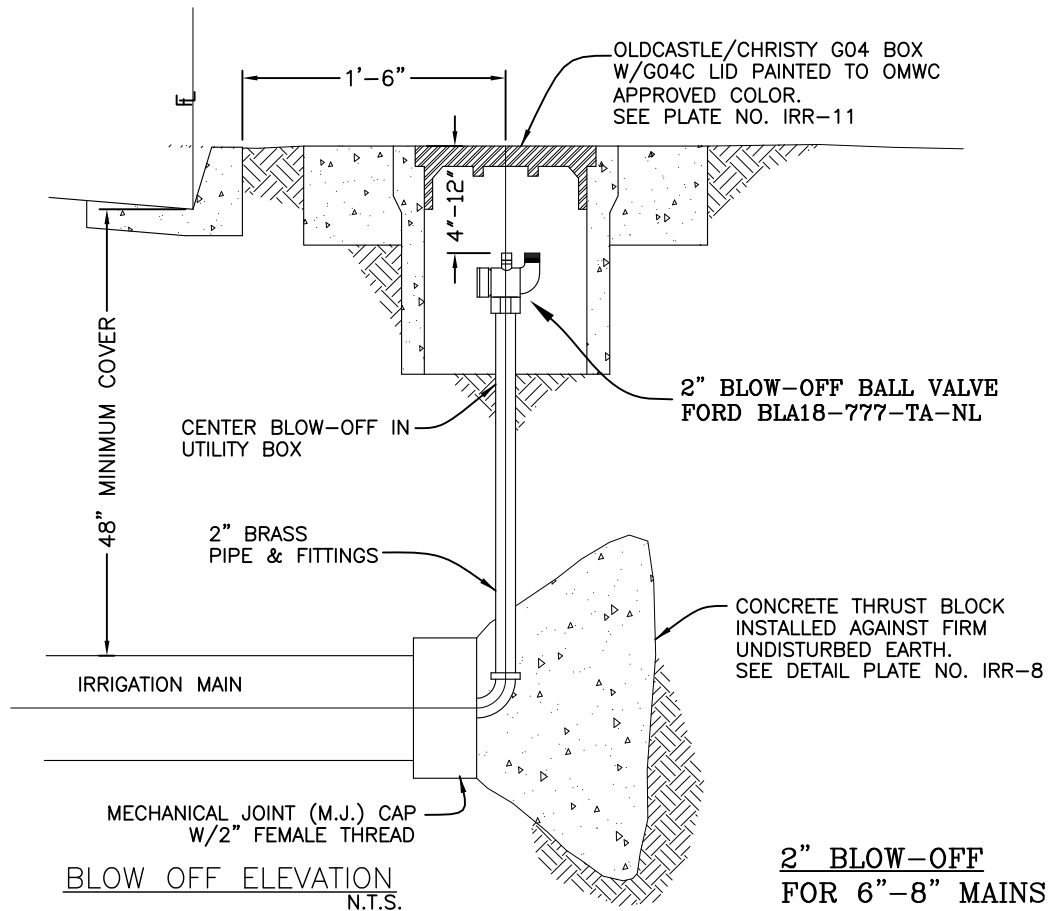 OLDCASTLE/CHRISTY G04 BOX
W/G04C LID PAINTED TO OMWC
APPROVED COLOR.
SEE PLATE NO. IRR-11
1'-6"
4"-12"
48" MINIMUM COVER
2" BLOW-OFF BALL VALVE
FORD BLA18-777-TA-NL
CENTER BLOW-OFF IN
UTILITY BOX
2" BRASS
PIPE & FITTINGS
CONCRETE THRUST BLOCK
INSTALLED AGAINST FIRM
UNDISTURBED EARTH.
SEE DETAIL PLATE NO. IRR-8
IRRIGATION MAIN
MECHANICAL JOINT (M.J.) CAP
W/2" FEMALE THREAD
BLOW OFF ELEVATION
N.T.S.
2" BLOW-OFF
FOR 6"-8" MAINS